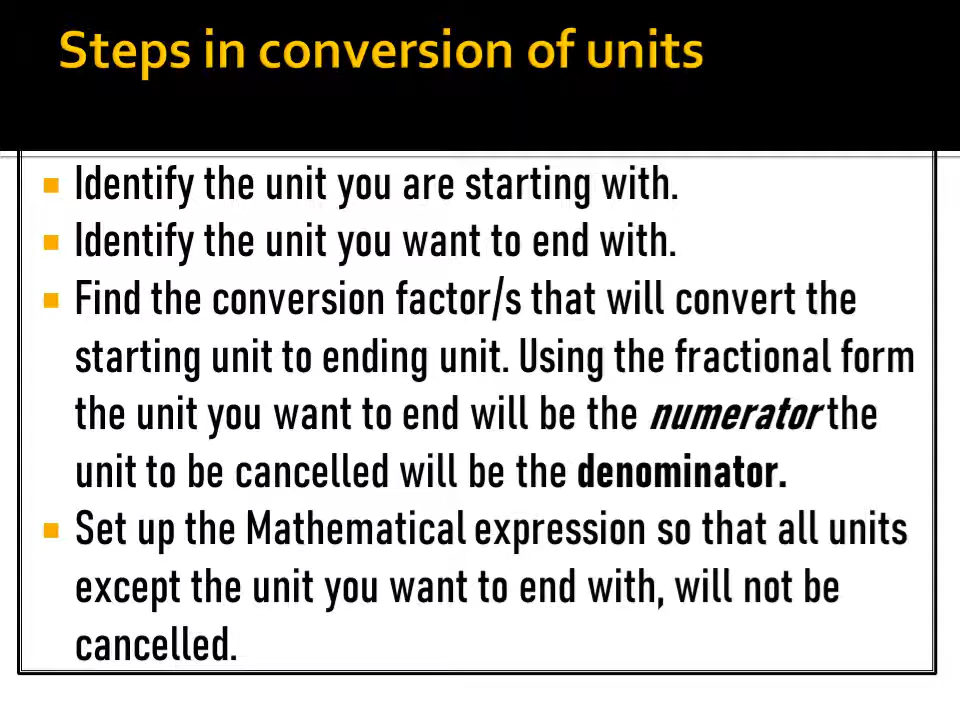 Steps in conversion of units
▪ Identify the unit you are starting with.
▪ Identify the unit you want to end with.
▪ Find the conversion factor/s that will convert the
starting unit to ending unit. Using the fractional form
the unit you want to end will be the numerator the
unit to be cancelled will be the denominator.
▪ Set up the Mathematical expression so that all units
except the unit you want to end with, will not be
cancelled.